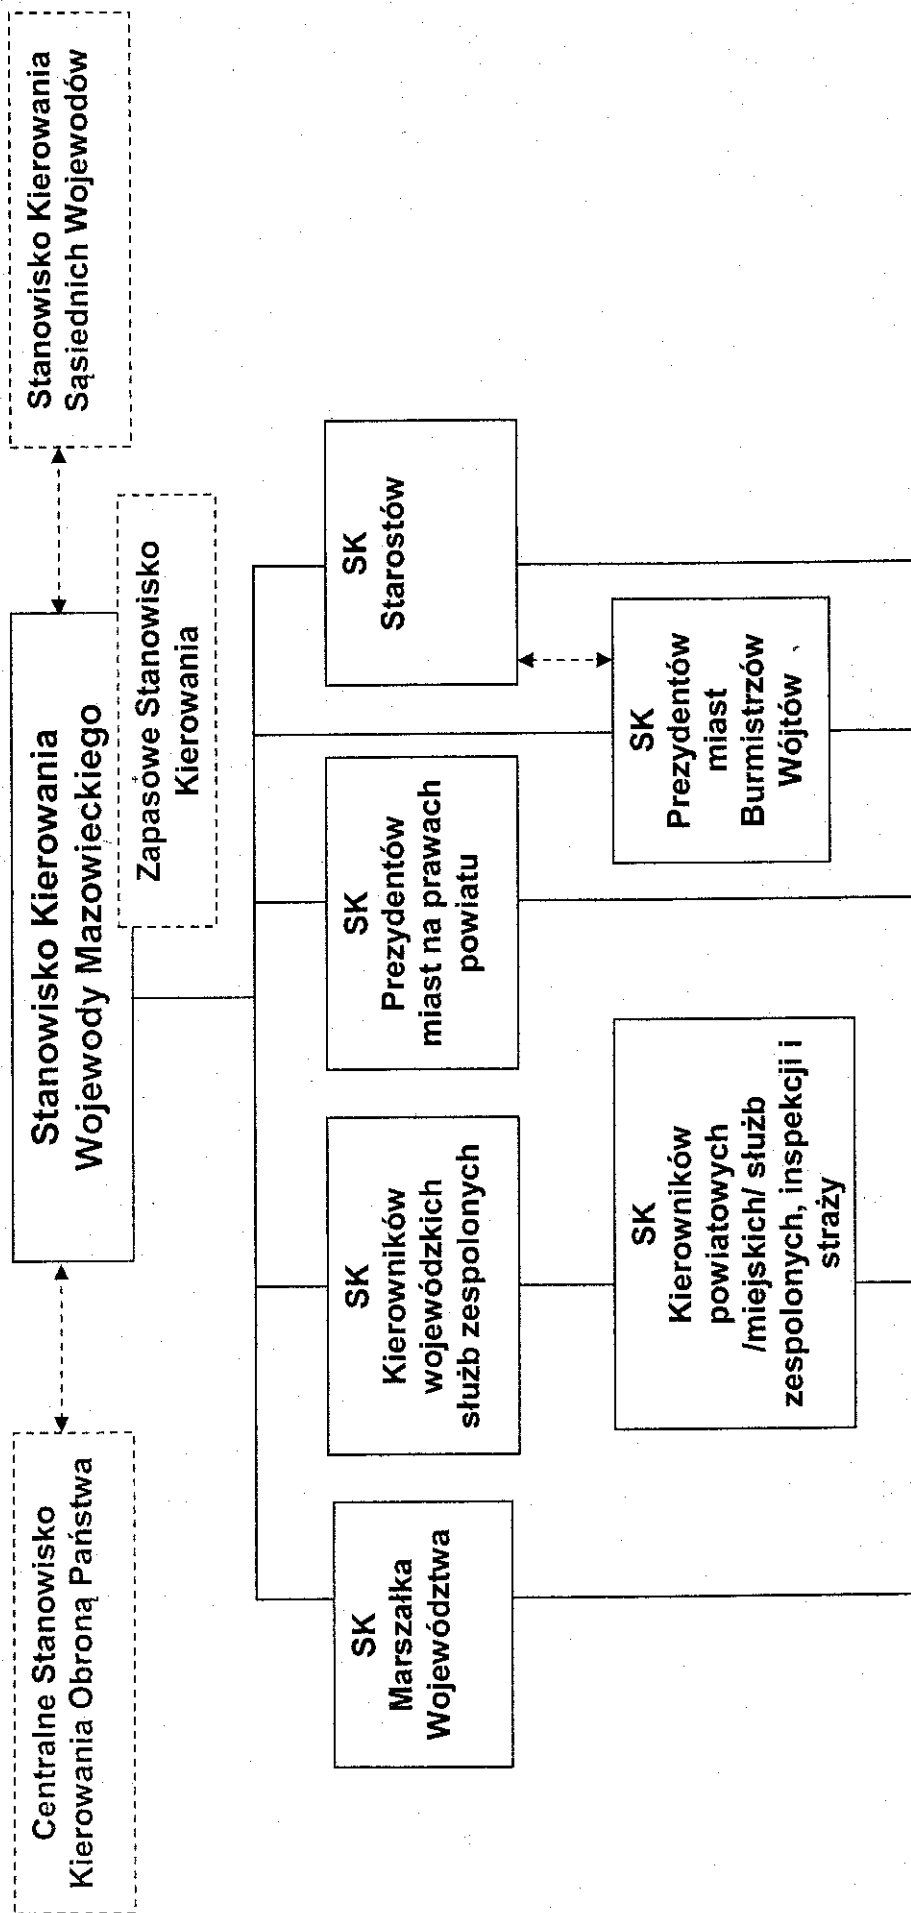 Centralne Stanowisko
Kierowania Obroną Państwa
Stanowisko Kierowania
Wojewody Mazowieckiego
Stanowisko Kierowania
Sąsiednich Wojewodów
Zapasowe Stanowisko
Kierowania
SK
Marszałka
Województwa
SK
Kierowników
wojewódzkich
służb zespolonych
SK
Prezydentów
miast na prawach
powiatu
SK
Starostów
SK
Kierowników
powiatowych
/miejskich/ służb
zespolonych, inspekcji i
straży
SK
Prezydentów
miast
Burmistrzów
Wójtów